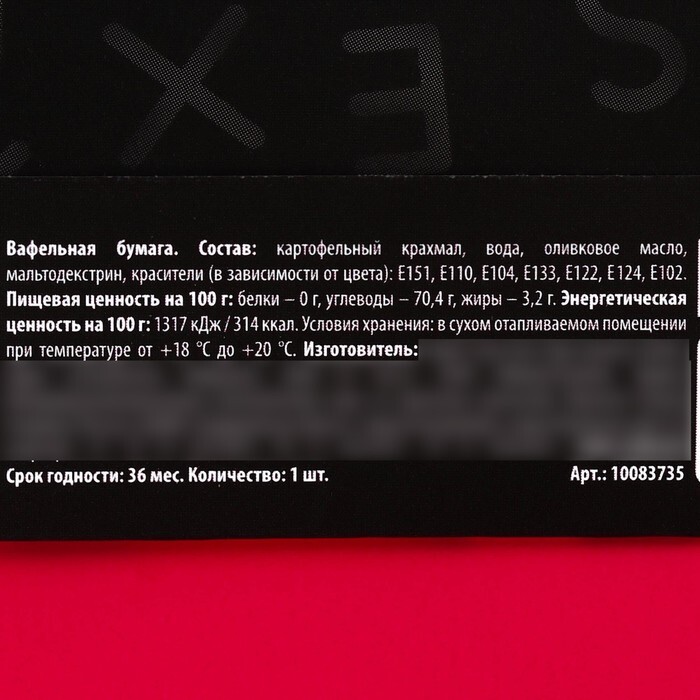 SEX
Вафельная бумага. Состав: картофельный крахмал, вода, оливковое масло,
мальтодекстрин, красители (в зависимости от цвета): Е151, Е110, Е104, Е133, Е122, Е124, Е102.
Пищевая ценность на 100 г: белки – 0 г, углеводы – 70,4 г, жиры – 3,2 г. Энергетическая
ценность на 100 г: 1317 кДж / 314 ккал. Условия хранения: в сухом отапливаемом помещении
при температуре от +18 °С до +20 °С. Изготовитель:
Срок годности: 36 мес. Количество: 1 шт.
Арт.: 10083735